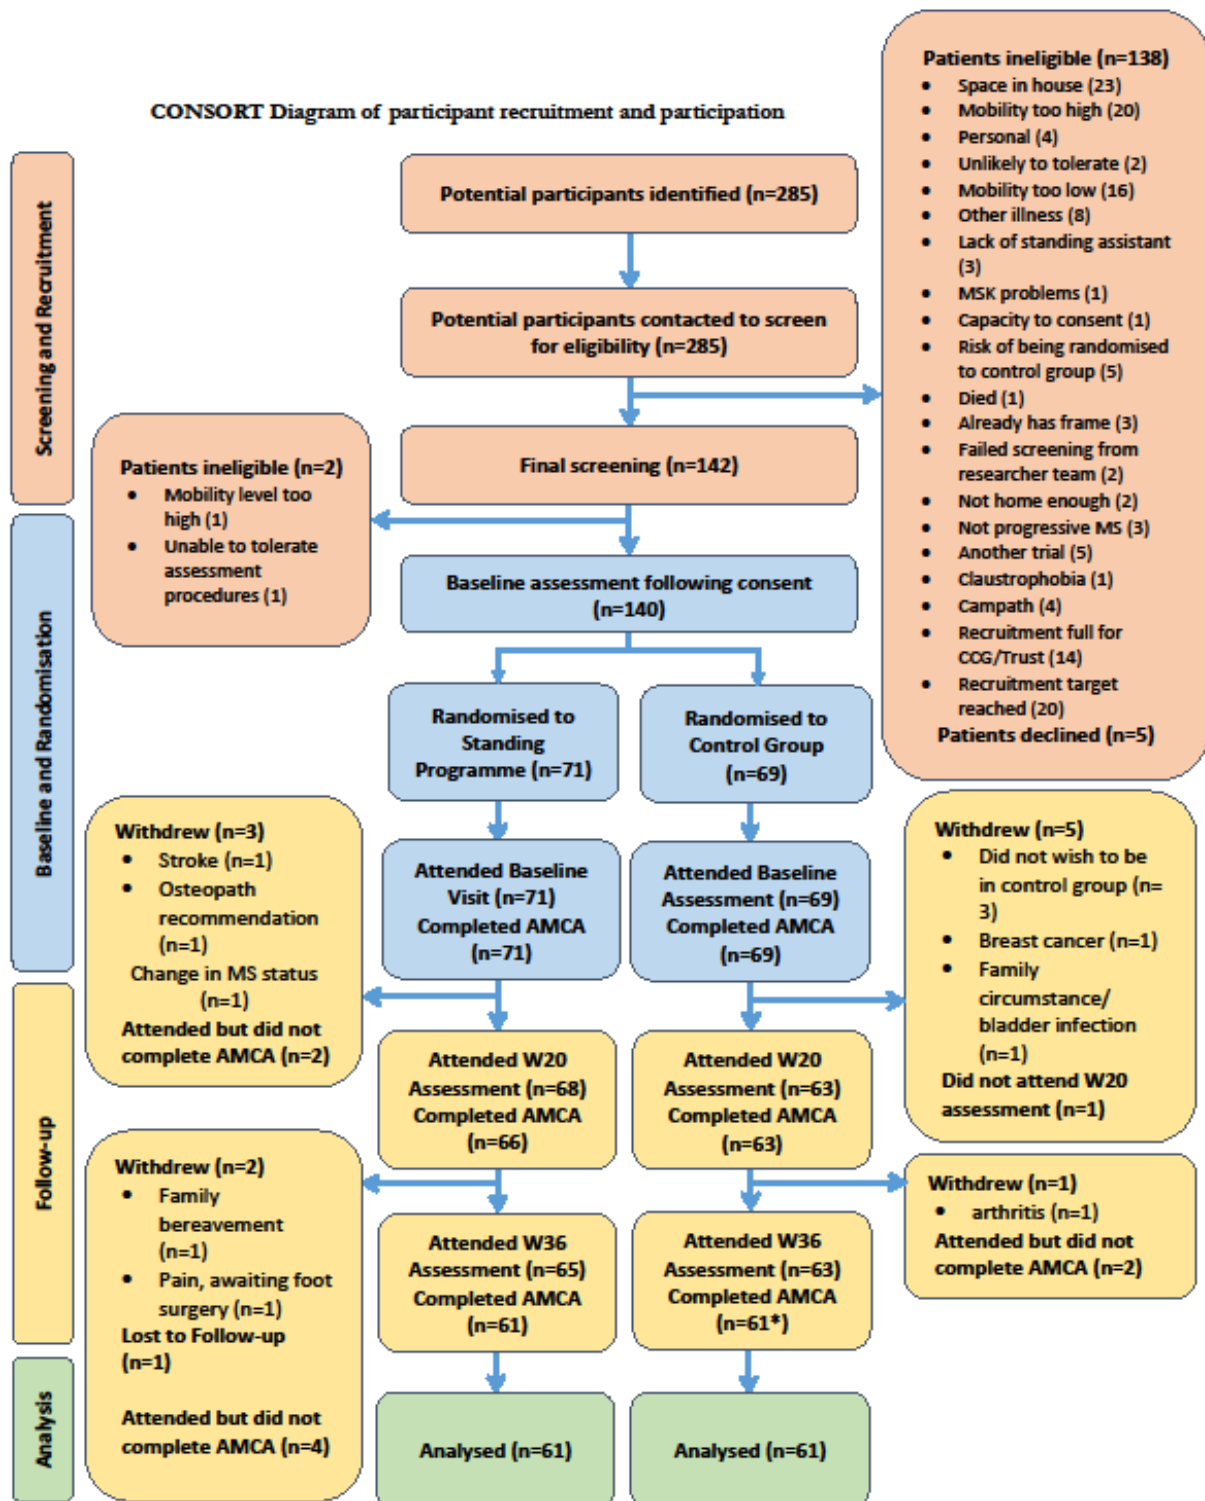 CONSORT Diagram of participant recruitment and participation
Screening and Recruitment
Potential participants identified (n=285)
Potential participants contacted to screen
for eligibility (n=285)
Patients ineligible (n=138)
• Space in house (23)
• Mobility too high (20)
• Personal (4)
• Unlikely to tolerate (2)
• Mobility too low (16)
• Other illness (8)
• Lack of standing assistant
(3)
• MSK problems (1)
• Capacity to consent (1)
• Risk of being randomised
to control group (5)
• Died (1)
• Already has frame (3)
• Failed screening from
researcher team (2)
• Not home enough (2)
• Not progressive MS (3)
• Another trial (5)
• Claustrophobia (1)
• Campath (4)
• Recruitment full for
CCG/Trust (14)
• Recruitment target
reached (20)
Patients declined (n=5)
Final screening (n=142)
Patients ineligible (n=2)
• Mobility level too
high (1)
• Unable to tolerate
assessment
procedures (1)
Baseline and Randomisation
Baseline assessment following consent
(n=140)
Randomised to
Standing
Programme (n=71)
Randomised to
Control Group
(n=69)
Attended Baseline
Visit (n=71)
Completed AMCA
(n=71)
Attended Baseline
Assessment (n=69)
Completed AMCA
(n=69)
Withdrew (n=3)
• Stroke (n=1)
• Osteopath
recommendation
(n=1)
Change in MS status
(n=1)
Attended but did not
complete AMCA (n=2)
Withdrew (n=5)
• Did not wish to be
in control group (n=
3)
• Breast cancer (n=1)
• Family
circumstance/
bladder infection
(n=1)
Did not attend W20
assessment (n=1)
Follow-up
Attended W20
Assessment (n=68)
Completed AMCA
(n=66)
Attended W20
Assessment (n=63)
Completed AMCA
(n=63)
Withdrew (n=2)
• Family
bereavement
(n=1)
• Pain, awaiting foot
surgery (n=1)
Lost to Follow-up
(n=1)
Attended but did not
complete AMCA (n=4)
Withdrew (n=1)
• arthritis (n=1)
Attended but did not
complete AMCA (n=2)
Attended W36
Assessment (n=65)
Completed AMCA
(n=61)
Attended W36
Assessment (n=63)
Completed AMCA
(n=61*)
Analysis
Analysed (n=61)
Analysed (n=61)